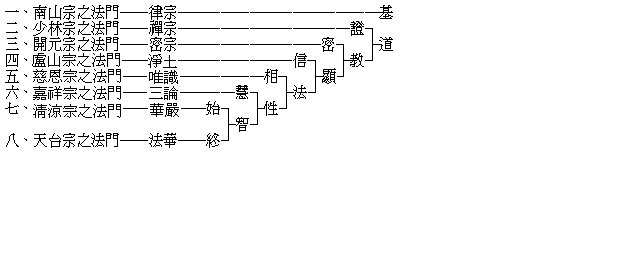 一、南山宗之法門──律宗──────────────基
二、少林宗之法門──禪宗────────────證
三、開元宗之法門──密宗──────────密 道
四、盧山宗之法門──淨土────────信 教
五、慈恩宗之法門──唯識──────相 顯
六、嘉祥宗之法門──三論────慧 法
七、清涼宗之法門──華嚴──始 性
智
八、天台宗之法門──法華──終